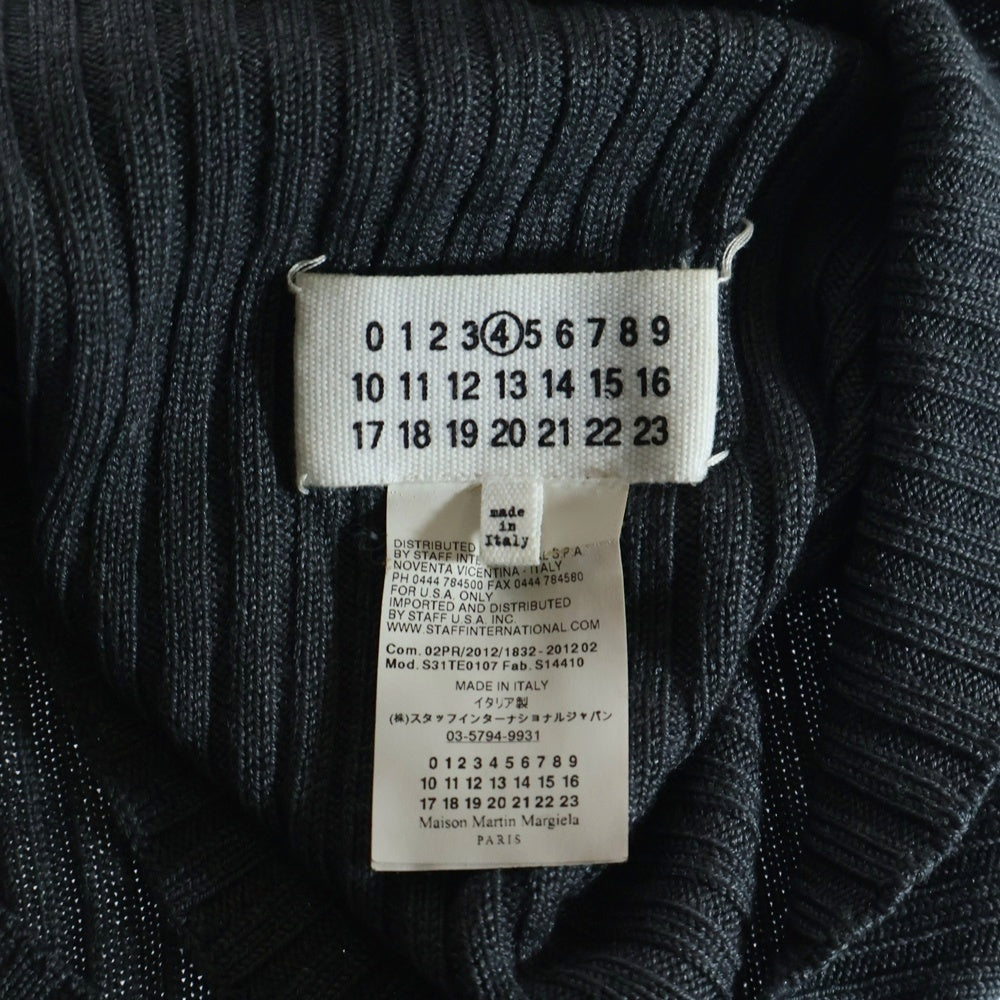 0 1 2 3 4 5 6 7 8 9
10 11 12 13 14 15 16
17 18 19 20 21 22 23
made
in
Italy
DISTRIBUTED
BY STAFF S.P.A
NOVENTA VICENTINA - ITALY
PH 0444 784500 FAX 0444 784580
FOR U.S.A. ONLY
IMPORTED AND DISTRIBUTED
BY STAFF U.S.A. INC.
WWW.STAFFINTERNATIONAL.COM
Com. 02PR/2012/1832 - 2012 02
Mod. S31TE0107 Fab. S14410
MADE IN ITALY
イタリア製
(株)スタッフインターナショナルジャパン
03-5794-9931
0 1 2 3 4 5 6 7 8 9
10 11 12 13 14 15 16
17 18 19 20 21 22 23
Maison Martin Margiela
PARIS